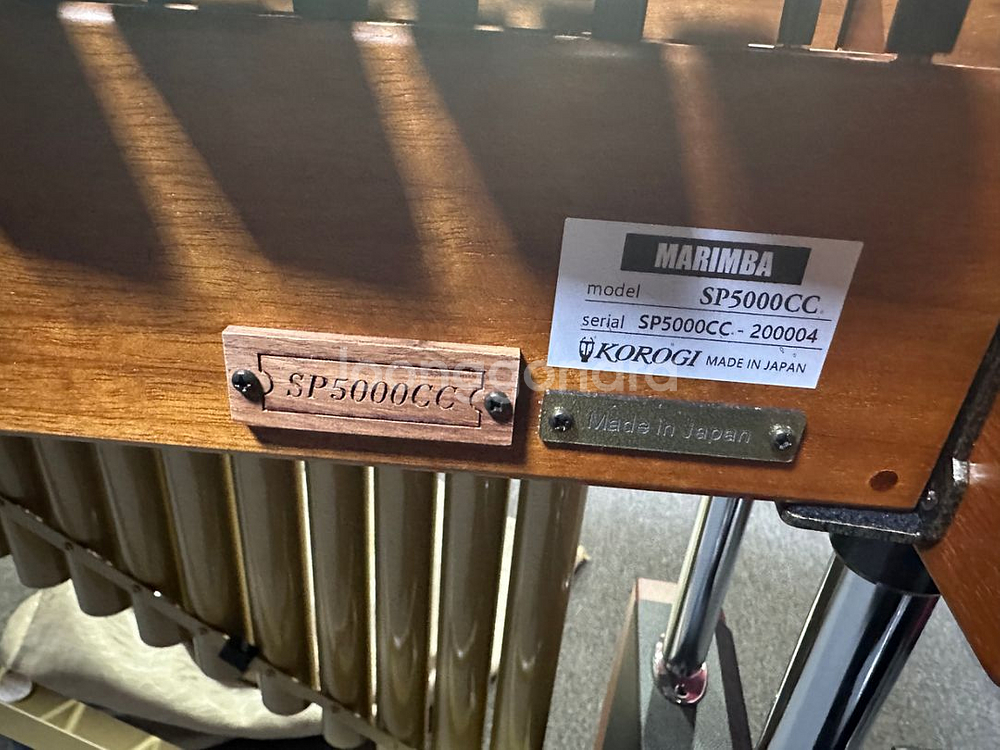 MARIMBA
model SP5000CC
serial SP5000CC - 200004
KOROGI MADE IN JAPAN
SP5000CC
Made in Japan